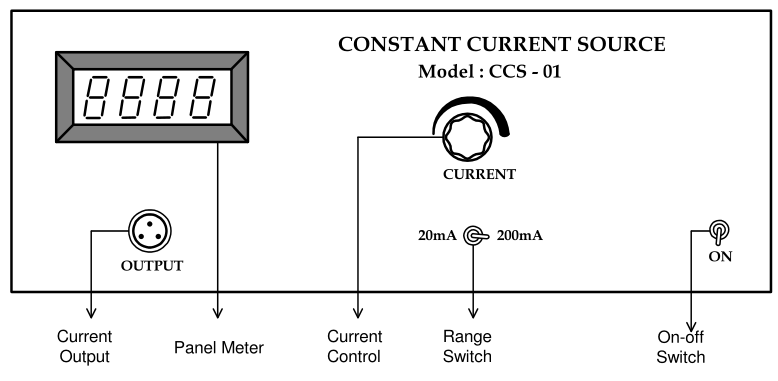 CONSTANT CURRENT SOURCE
Model : CCS - 01
8888
CURRENT
20mA 200mA
OUTPUT
ON
Current
Output
Panel Meter
Current
Control
Range
Switch
On-off
Switch